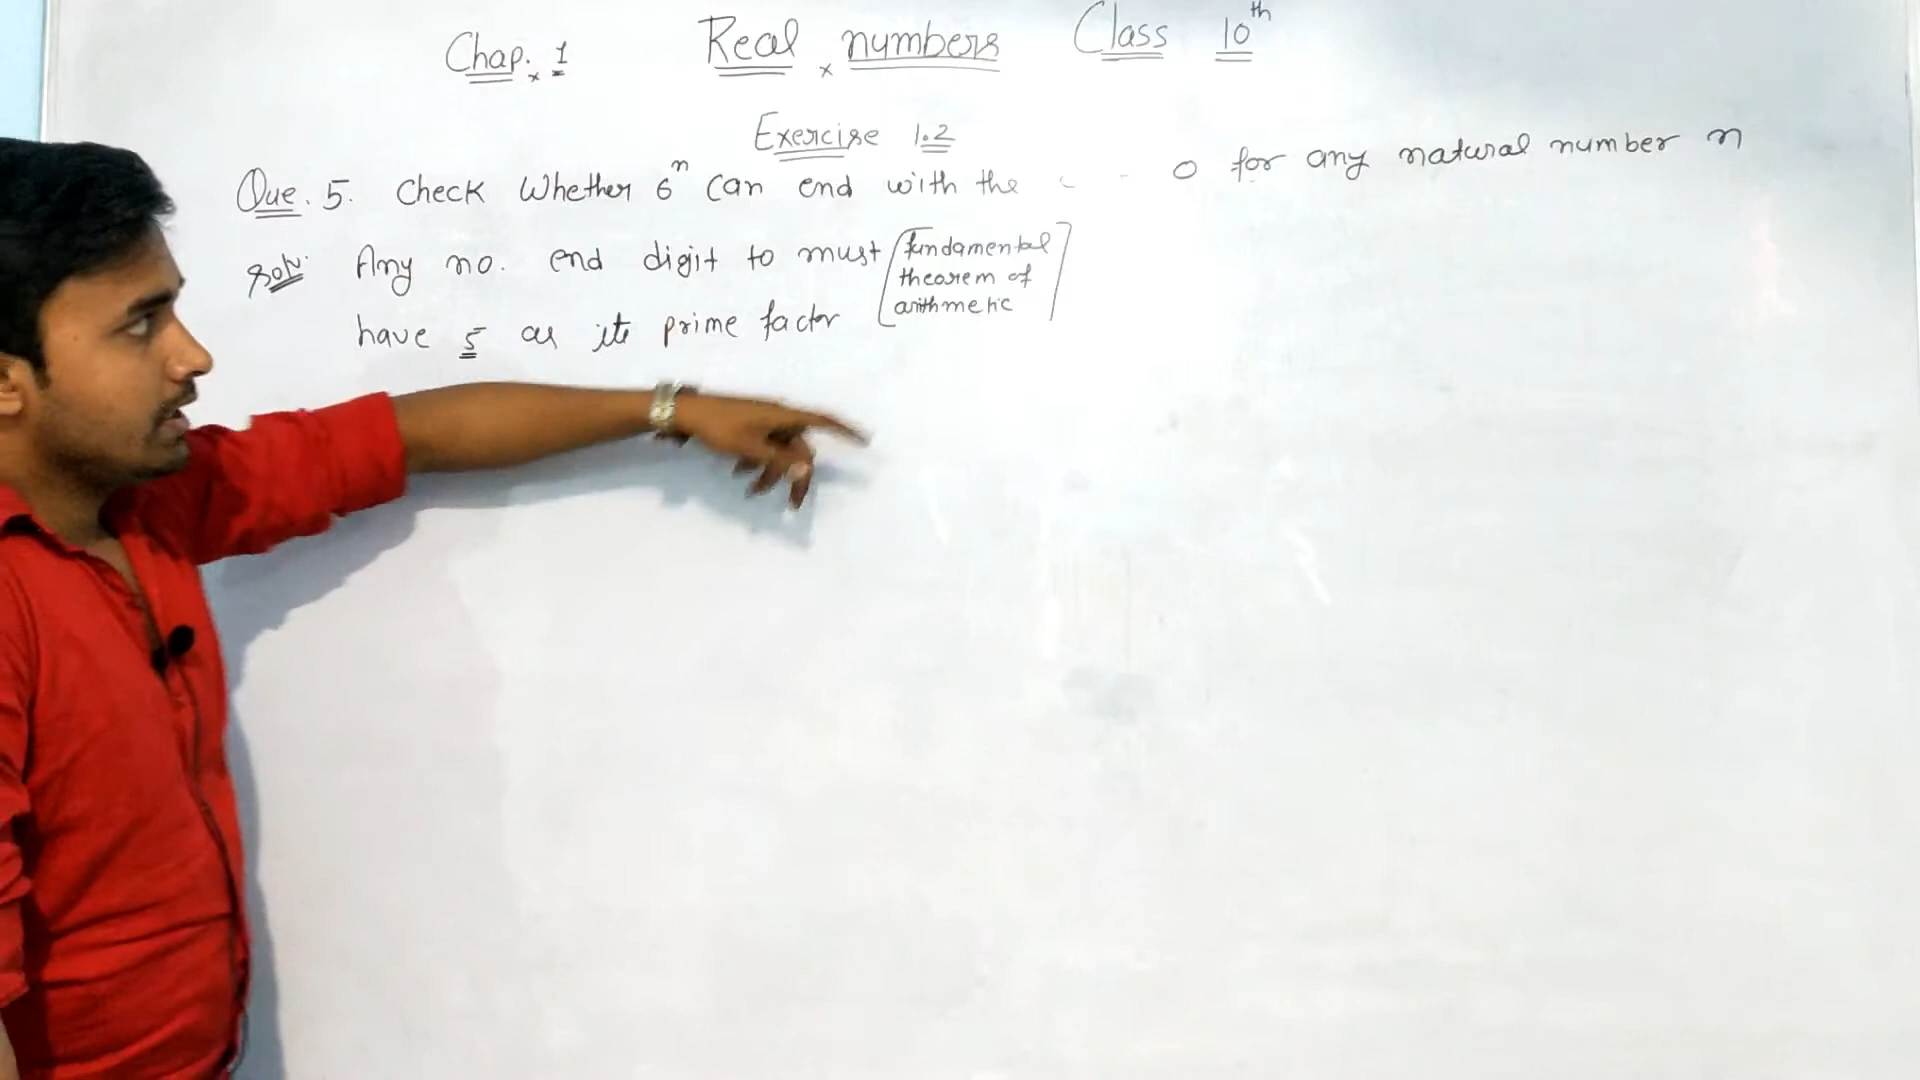 Chap. 1 Real numbers Class 10th
Exercise 1.2
Que. 5. Check Whether 6^n can end with the 0 for any natural number n
Soln. Any no. end digit to must [fundamental
theorem of
arithmetic]
have 5 as its prime factor